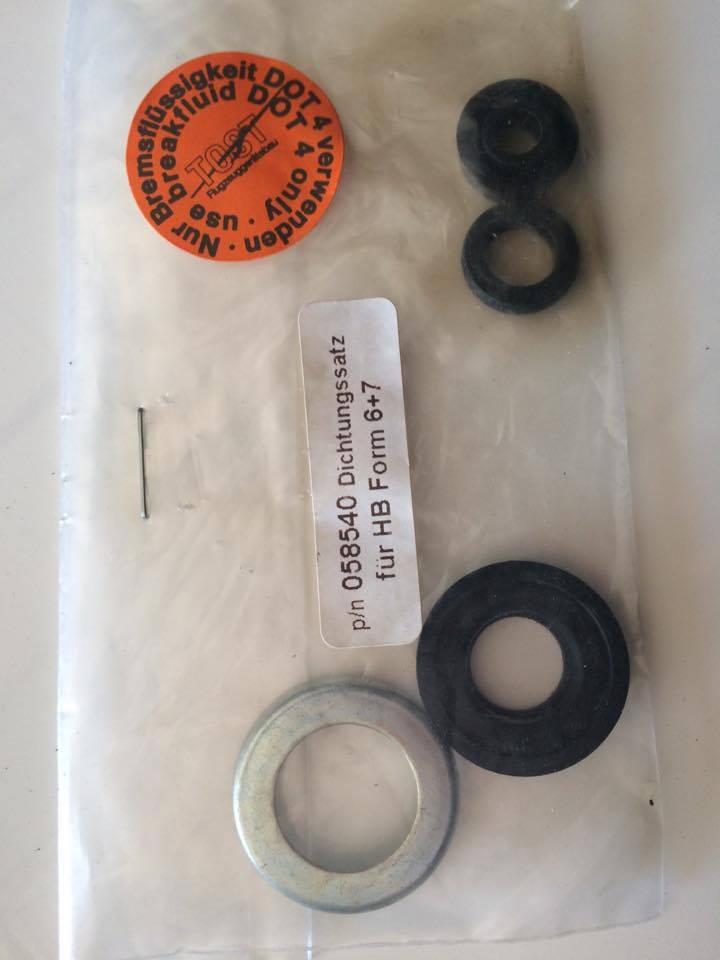 Nur Bremsflüssigkeit DOT 4 verwenden ·
use breakfluid DOT 4 only ·
TOST
Flugzeuggerätebau
p/n 058540 Dichtungssatz
für HB Form 6+7